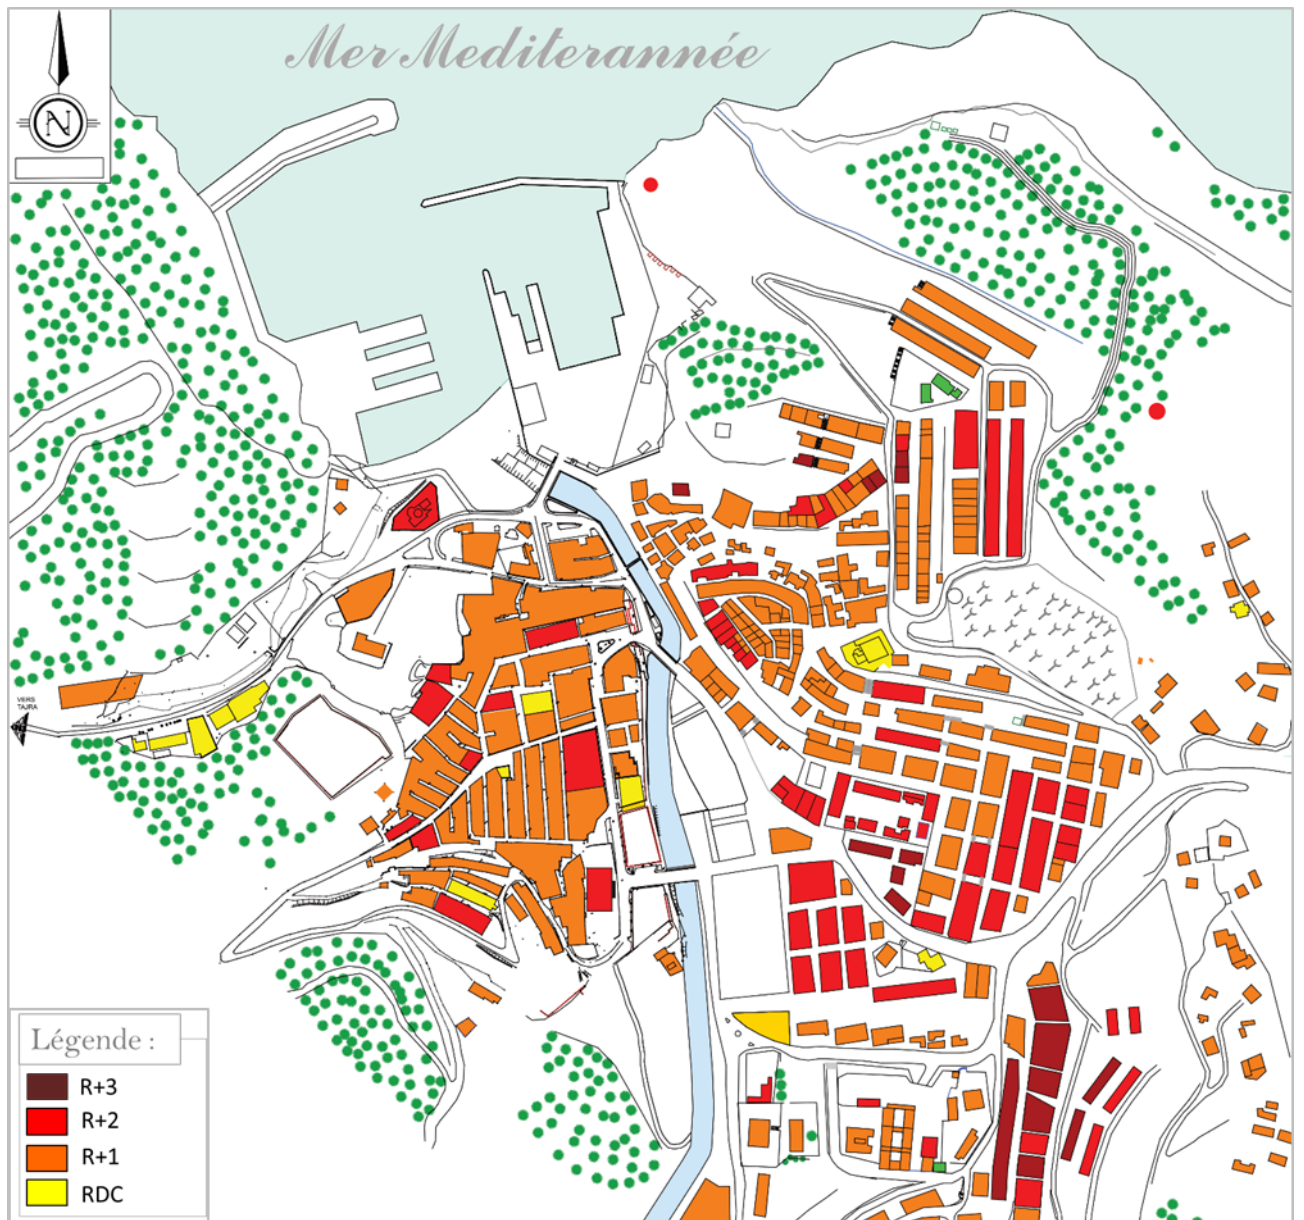 Mer Mediterannée
N
VERS
TAJRA
Légende :
R+3
R+2
R+1
RDC